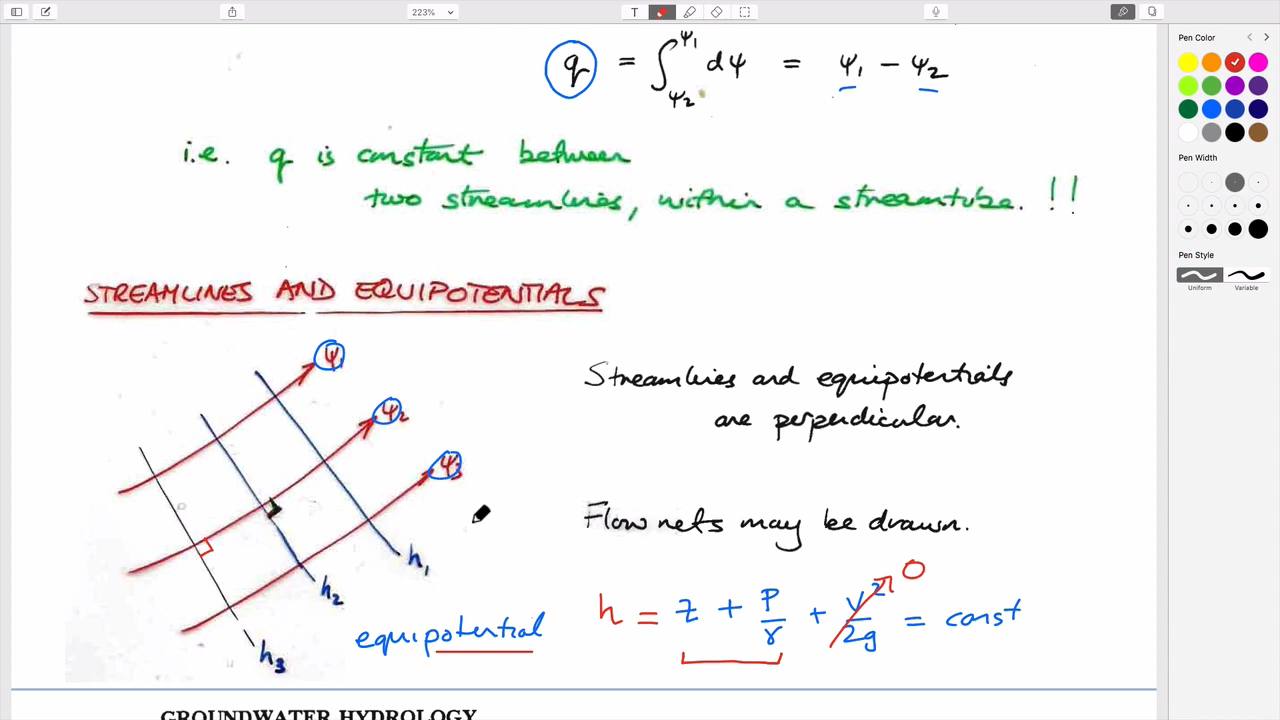 223%
T
Pen Color
q = ∫ψ₂^ψ₁ dψ = ψ₁ - ψ₂
i.e. q is constant between
two streamlines, within a streamtube. !!
Pen Width
Pen Style
Uniform Variable
STREAMLINES AND EQUIPOTENTIALS
ψ₁
ψ₂
ψ₃
Streamlines and equipotentials
are perpendicular.
Flow nets may be drawn.
h₁
h₂
h₃
equipotential
h = z + P/γ + v²/2g = const
0
GROUNDWATER HYDROLOGY